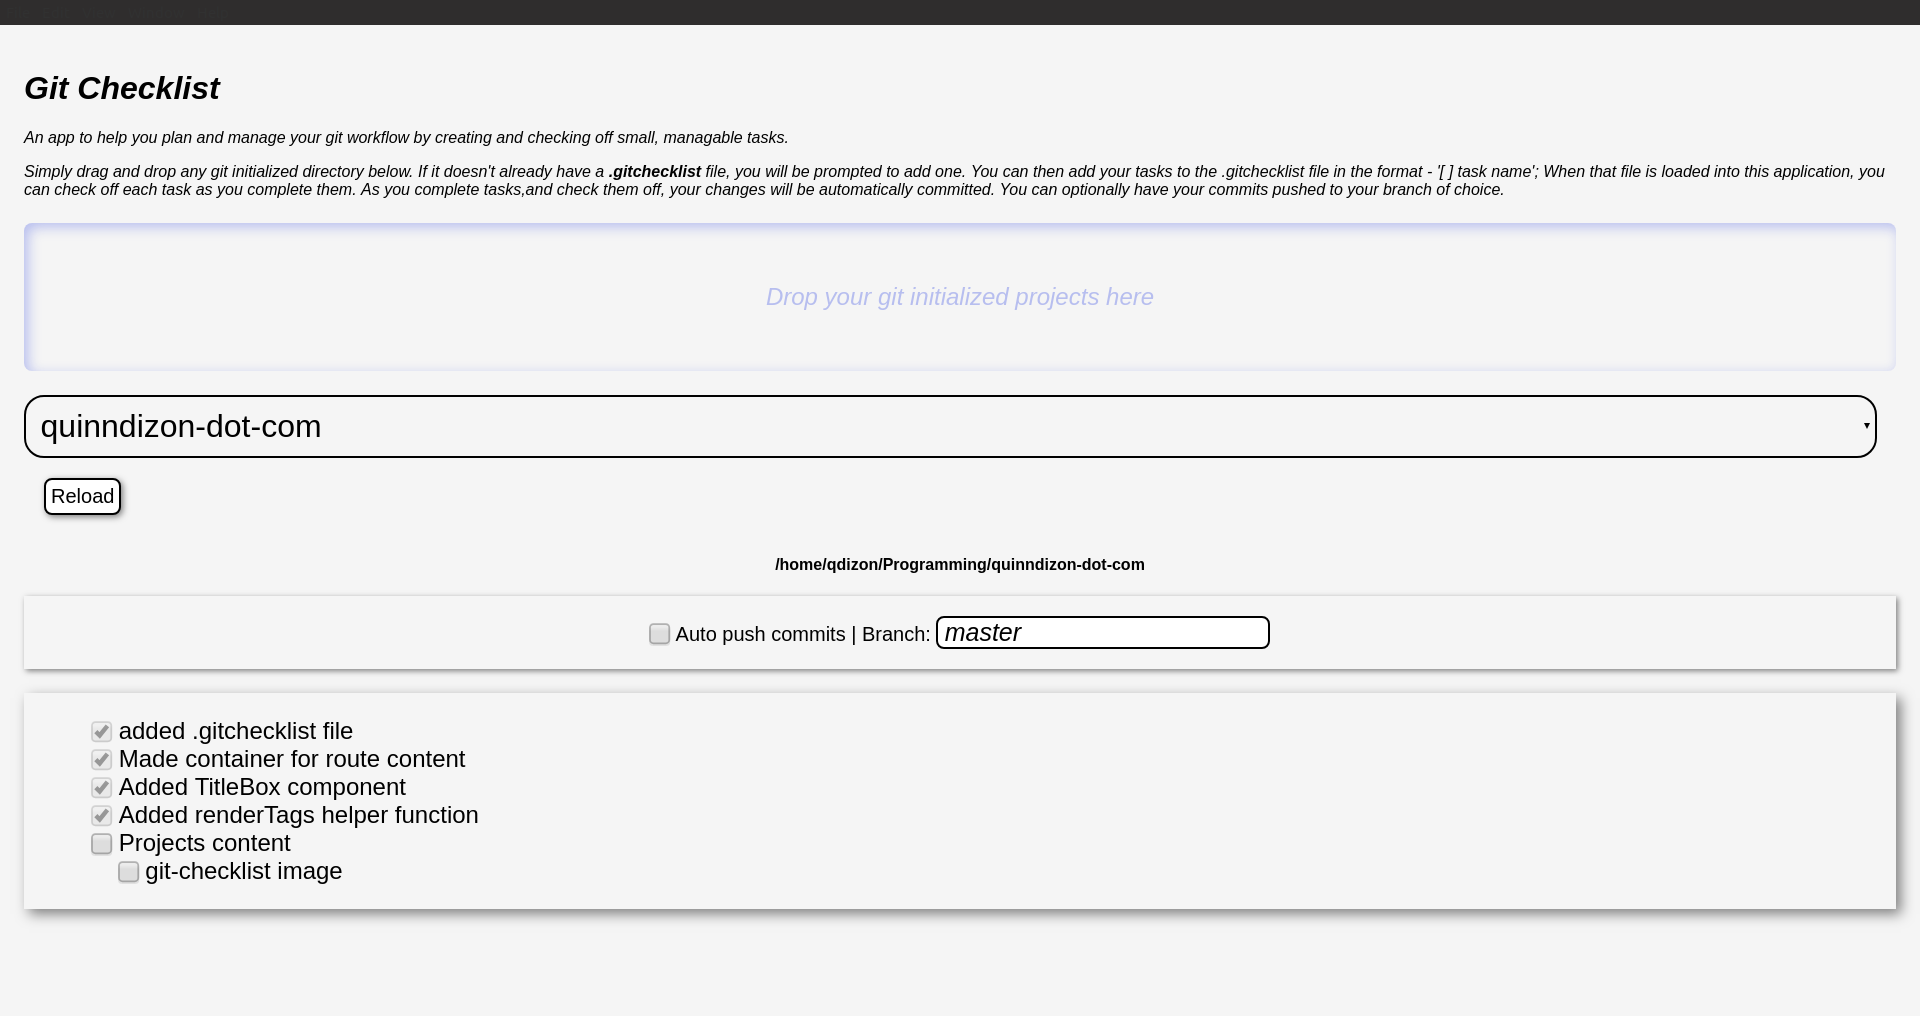 Git Checklist
An app to help you plan and manage your git workflow by creating and checking off small, managable tasks.
Simply drag and drop any git initialized directory below. If it doesn't already have a .gitchecklist file, you will be prompted to add one. You can then add your tasks to the .gitchecklist file in the format - '[ ] task name'; When that file is loaded into this application, you
can check off each task as you complete them. As you complete tasks,and check them off, your changes will be automatically committed. You can optionally have your commits pushed to your branch of choice.
Drop your git initialized projects here
quinndizon-dot-com
Reload
/home/qdizon/Programming/quinndizon-dot-com
Auto push commits | Branch: master
added .gitchecklist file
Made container for route content
Added TitleBox component
Added renderTags helper function
Projects content
git-checklist image